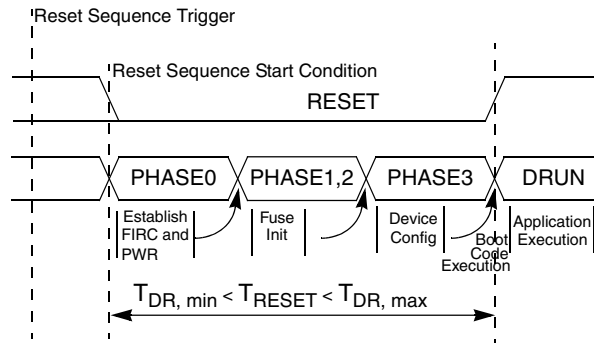 Reset Sequence Trigger
Reset Sequence Start Condition
RESET
PHASE0
PHASE1,2
PHASE3
DRUN
Establish
FIRC and
PWR
Fuse
Init
Device
Config
Boot
Code
Execution
Application
Execution
TDR, min < TRESET < TDR, max